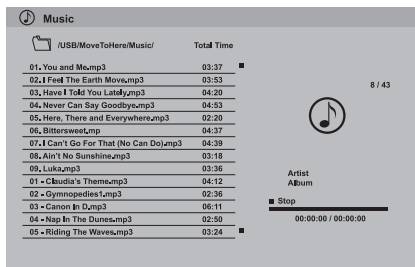 Music
/USB/MoveToHere/Music/ Total Time
01. You and Me.mp3 03:37
02. I Feel The Earth Move.mp3 03:53
8 / 43
03. Have I Told You Lately.mp3 04:20
04. Never Can Say Goodbye.mp3 04:53
05. Here, There and Everywhere.mp3 02:20
06. Bittersweet.mp 04:37
07. I Can't Go For That (No Can Do).mp3 04:39
08. Ain't No Sunshine.mp3 03:18
09. Luka.mp3 03:36
01 - Claudia's Theme.mp3 04:12
02 - Gymnopedies1.mp3 02:36
03 - Canon In D.mp3 06:11
04 - Nap In The Dunes.mp3 02:50
05 - Riding The Waves.mp3 03:24
Artist
Album
Stop
00:00:00 / 00:00:00